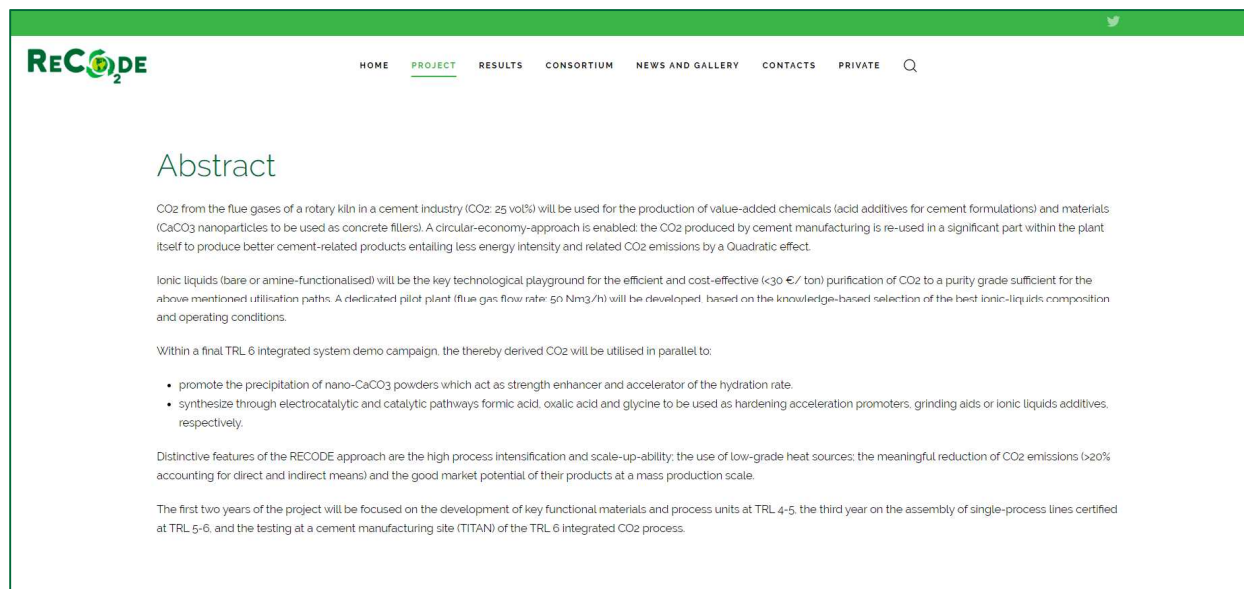 RECO2DE
HOME PROJECT RESULTS CONSORTIUM NEWS AND GALLERY CONTACTS PRIVATE
Abstract
CO2 from the flue gases of a rotary kiln in a cement industry (CO2: 25 vol%) will be used for the production of value-added chemicals (acid additives for cement formulations) and materials
(CaCO3 nanoparticles to be used as concrete fillers). A circular-economy-approach is enabled: the CO2 produced by cement manufacturing is re-used in a significant part within the plant
itself to produce better cement-related products entailing less energy intensity and related CO2 emissions by a Quadratic effect.
Ionic liquids (bare or amine-functionalised) will be the key technological playground for the efficient and cost-effective (<30 €/ ton) purification of CO2 to a purity grade sufficient for the
above mentioned utilisation paths. A dedicated pilot plant (flue gas flow rate: 50 Nm3/h) will be developed, based on the knowledge-based selection of the best ionic-liquids composition
and operating conditions.
Within a final TRL 6 integrated system demo campaign, the thereby derived CO2 will be utilised in parallel to:
• promote the precipitation of nano-CaCO3 powders which act as strength enhancer and accelerator of the hydration rate.
• synthesize through electrocatalytic and catalytic pathways formic acid, oxalic acid and glycine to be used as hardening acceleration promoters, grinding aids or ionic liquids additives,
respectively.
Distinctive features of the RECODE approach are the high process intensification and scale-up-ability; the use of low-grade heat sources; the meaningful reduction of CO2 emissions (>20%
accounting for direct and indirect means) and the good market potential of their products at a mass production scale.
The first two years of the project will be focused on the development of key functional materials and process units at TRL 4-5, the third year on the assembly of single-process lines certified
at TRL 5-6, and the testing at a cement manufacturing site (TITAN) of the TRL 6 integrated CO2 process.